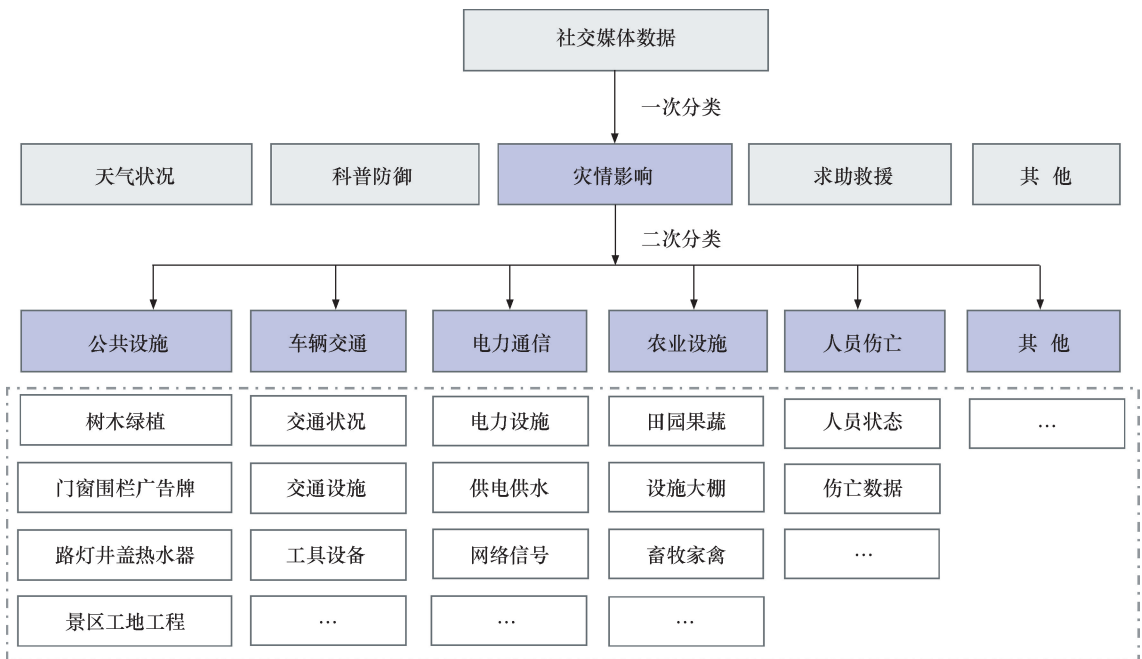 社交媒体数据
一次分类
天气状况
科普防御
灾情影响
求助救援
其 他
二次分类
公共设施
车辆交通
电力通信
农业设施
人员伤亡
其 他
树木绿植
交通状况
电力设施
田园果蔬
人员状态
…
门窗围栏广告牌
交通设施
供电供水
设施大棚
伤亡数据
路灯井盖热水器
工具设备
网络信号
畜牧家禽
…
景区工地工程
…
…
…